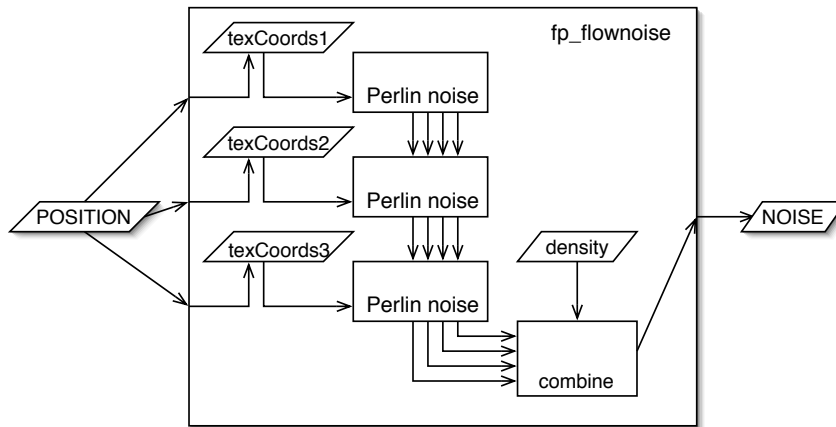 texCoords1
fp_flownoise
Perlin noise
texCoords2
Perlin noise
POSITION
NOISE
texCoords3
density
Perlin noise
combine